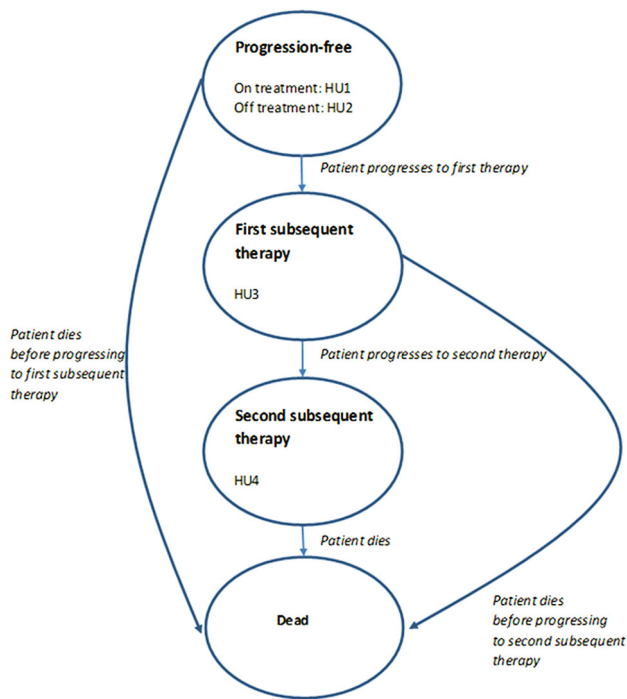 Progression-free
On treatment: HU1
Off treatment: HU2
Patient progresses to first therapy
First subsequent
therapy
HU3
Patient dies
before progressing
to first subsequent
therapy
Patient progresses to second therapy
Second subsequent
therapy
HU4
Patient dies
Dead
Patient dies
before progressing
to second subsequent
therapy